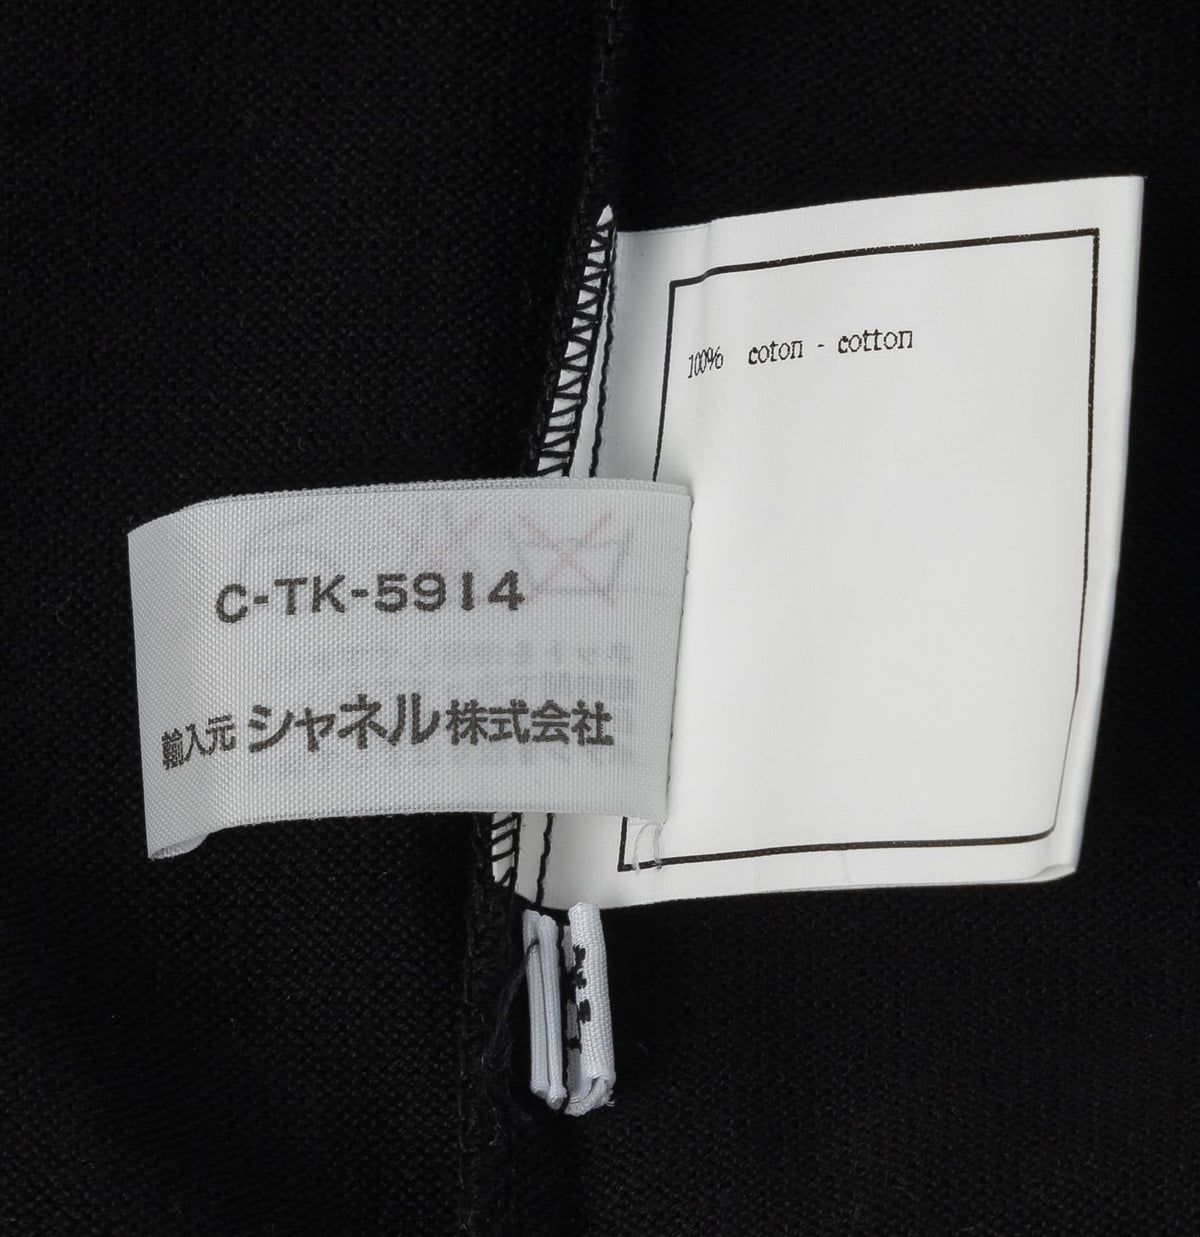 100% coton - cotton
C-TK-5914
輸入元 シャネル株式会社